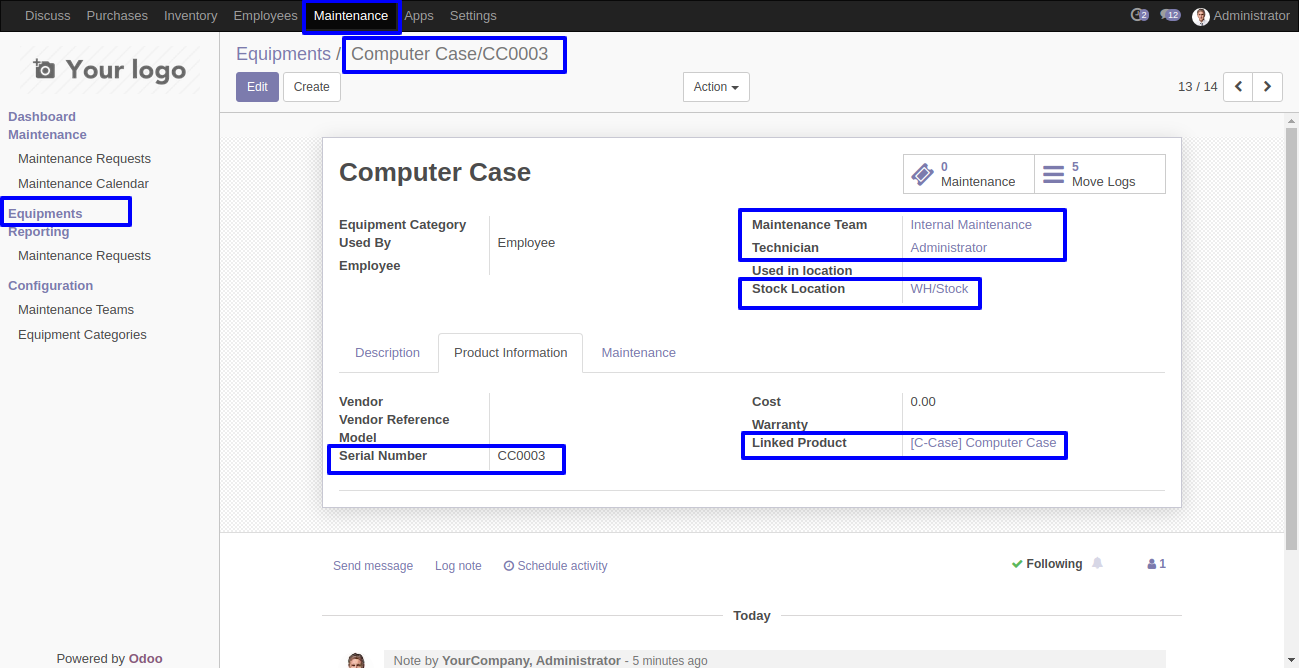 Discuss Purchases Inventory Employees Maintenance Apps Settings 2 12 Administrator
Your logo
Equipments / Computer Case/CC0003
Edit Create Action 13 / 14
Dashboard
Maintenance
Maintenance Requests
Maintenance Calendar
Equipments
Reporting
Maintenance Requests
Configuration
Maintenance Teams
Equipment Categories
Powered by Odoo
Computer Case
0 Maintenance
5 Move Logs
Equipment Category
Used By Employee
Employee
Maintenance Team Internal Maintenance
Technician Administrator
Used in location
Stock Location WH/Stock
Description Product Information Maintenance
Vendor
Vendor Reference
Model
Serial Number CC0003
Cost 0.00
Warranty
Linked Product [C-Case] Computer Case
Send message Log note Schedule activity Following 1
Today
Note by YourCompany, Administrator - 5 minutes ago